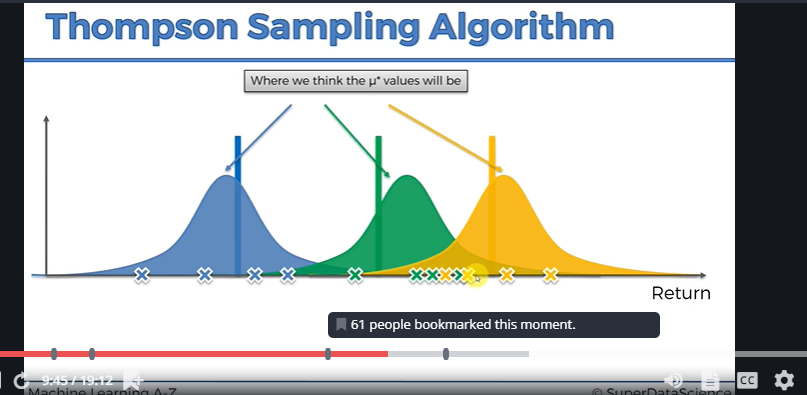 Thompson Sampling Algorithm
Where we think the μ* values will be
Return
61 people bookmarked this moment.
9:45 / 19:12
CC
Machine Learning A-Z
© SuperDataScience